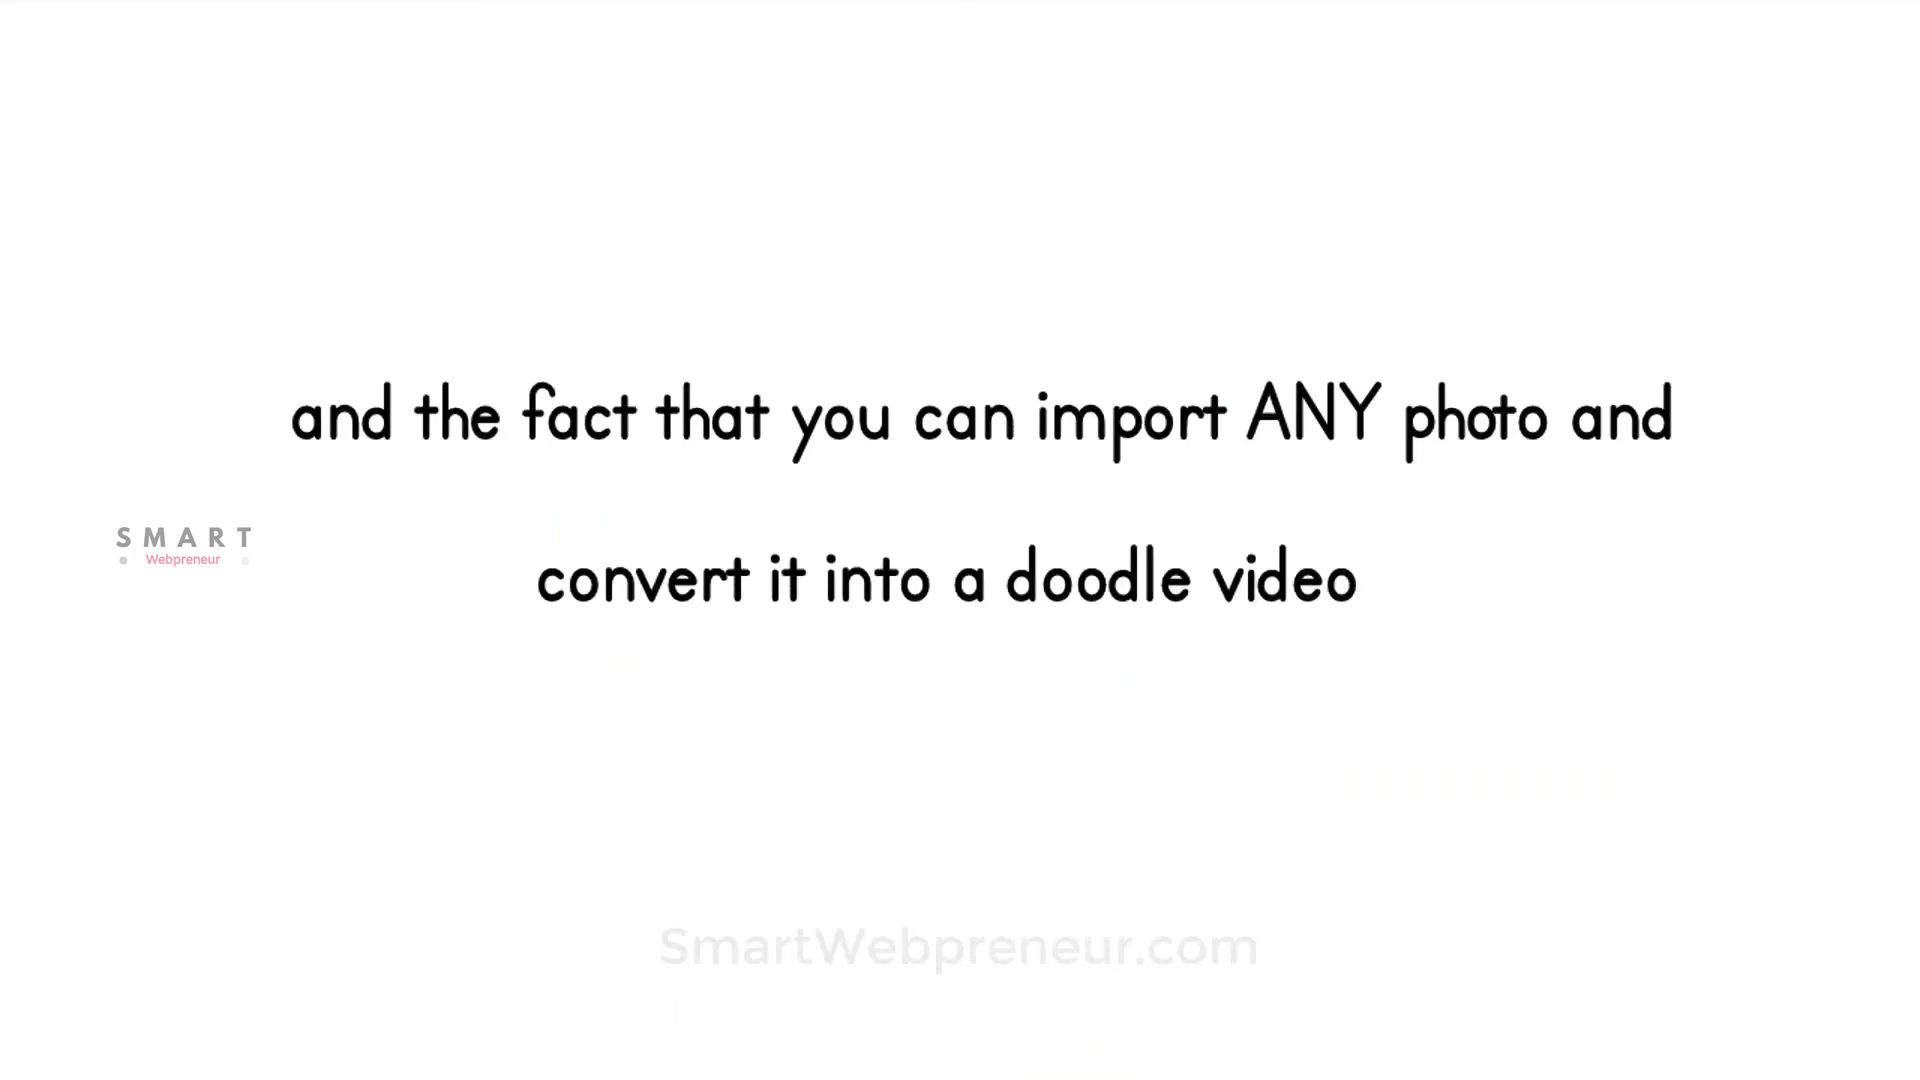 and the fact that you can import ANY photo and
SMART
Webpreneur
convert it into a doodle video
SmartWebpreneur.com